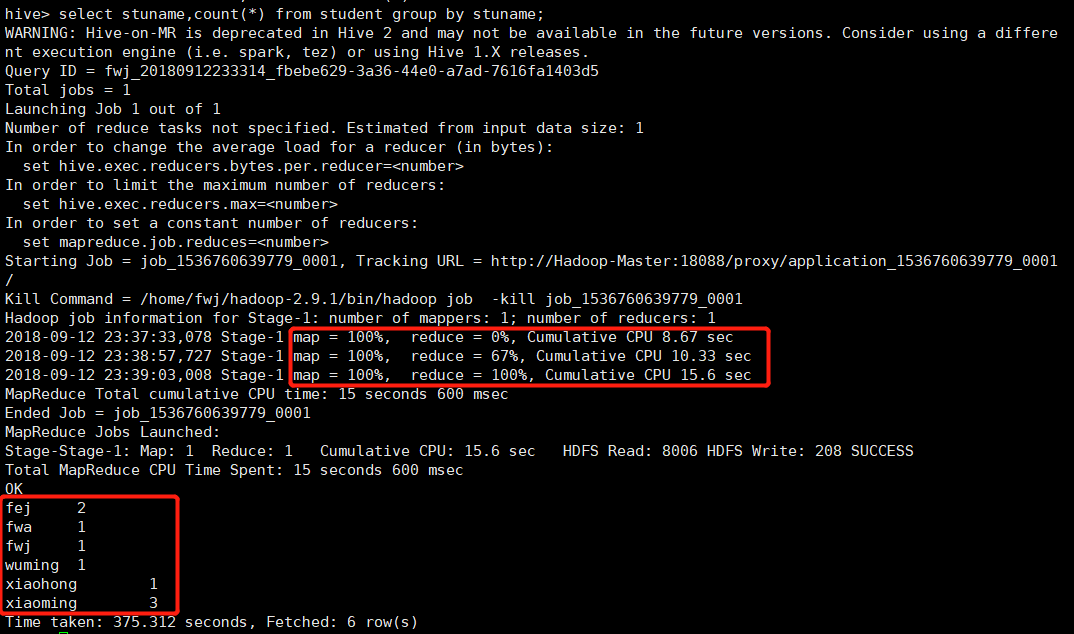 hive> select stuname,count(*) from student group by stuname;
WARNING: Hive-on-MR is deprecated in Hive 2 and may not be available in the future versions. Consider using a differe
nt execution engine (i.e. spark, tez) or using Hive 1.X releases.
Query ID = fwj_20180912233314_fbebe629-3a36-44e0-a7ad-7616fa1403d5
Total jobs = 1
Launching Job 1 out of 1
Number of reduce tasks not specified. Estimated from input data size: 1
In order to change the average load for a reducer (in bytes):
  set hive.exec.reducers.bytes.per.reducer=<number>
In order to limit the maximum number of reducers:
  set hive.exec.reducers.max=<number>
In order to set a constant number of reducers:
  set mapreduce.job.reduces=<number>
Starting Job = job_1536760639779_0001, Tracking URL = http://Hadoop-Master:18088/proxy/application_1536760639779_0001
/
Kill Command = /home/fwj/hadoop-2.9.1/bin/hadoop job  -kill job_1536760639779_0001
Hadoop job information for Stage-1: number of mappers: 1; number of reducers: 1
2018-09-12 23:37:33,078 Stage-1 map = 100%,  reduce = 0%, Cumulative CPU 8.67 sec
2018-09-12 23:38:57,727 Stage-1 map = 100%,  reduce = 67%, Cumulative CPU 10.33 sec
2018-09-12 23:39:03,008 Stage-1 map = 100%,  reduce = 100%, Cumulative CPU 15.6 sec
MapReduce Total cumulative CPU time: 15 seconds 600 msec
Ended Job = job_1536760639779_0001
MapReduce Jobs Launched:
Stage-Stage-1: Map: 1  Reduce: 1   Cumulative CPU: 15.6 sec   HDFS Read: 8006 HDFS Write: 208 SUCCESS
Total MapReduce CPU Time Spent: 15 seconds 600 msec
OK
fej     2
fwa     1
fwj     1
wuming  1
xiaohong        1
xiaoming        3
Time taken: 375.312 seconds, Fetched: 6 row(s)